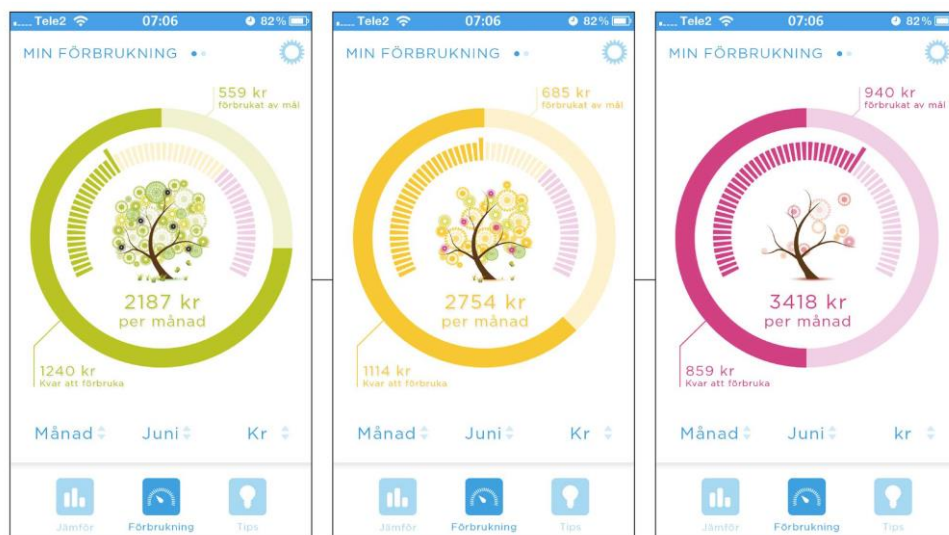 Tele2 07:06 82%
MIN FÖRBRUKNING
559 kr
förbrukat av mål
2187 kr
per månad
1240 kr
Kvar att förbruka
Månad Juni Kr
Jämför Förbrukning Tips
Tele2 07:06 82%
MIN FÖRBRUKNING
685 kr
förbrukat av mål
2754 kr
per månad
1114 kr
Kvar att förbruka
Månad Juni Kr
Jämför Förbrukning Tips
Tele2 07:06 82%
MIN FÖRBRUKNING
940 kr
förbrukat av mål
3418 kr
per månad
859 kr
Kvar att förbruka
Månad Juni kr
Jämför Förbrukning Tips